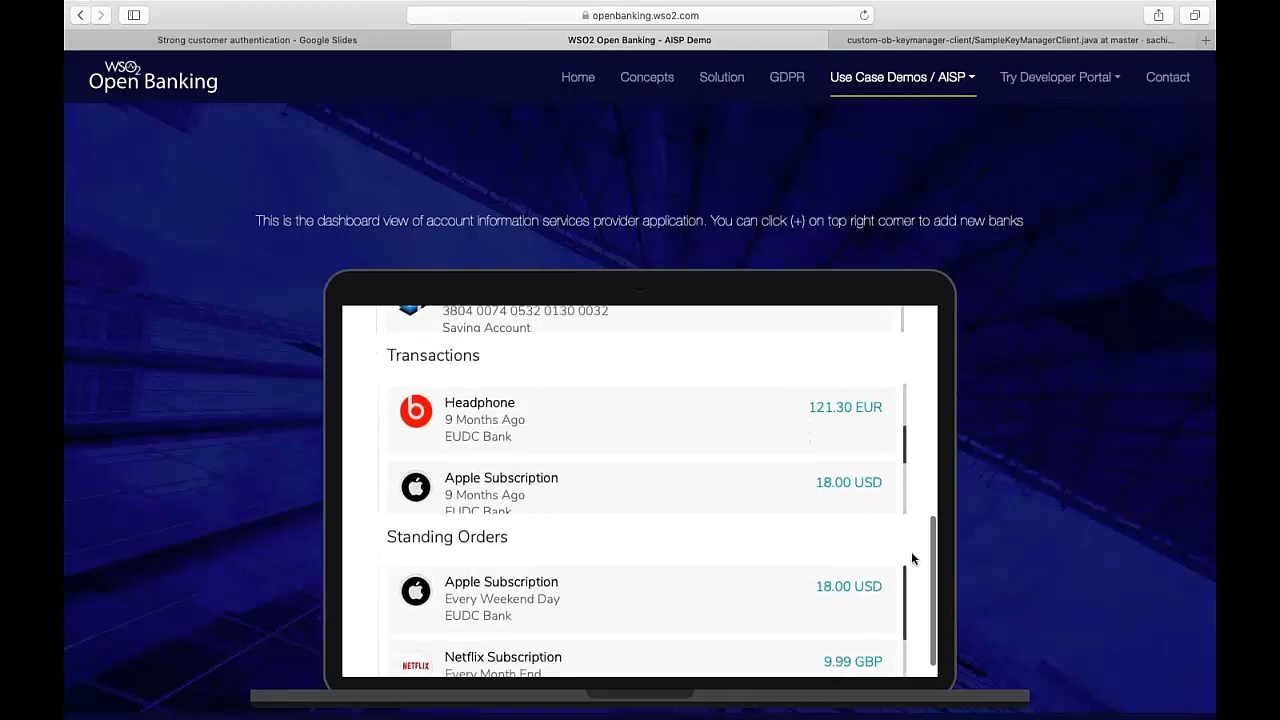 openbanking.wso2.com
Strong customer authentication - Google Slides
WSO2 Open Banking - AISP Demo
custom-ob-keymanager-client/SampleKeyManagerClient.java at master · sachi...
WSO2
Open Banking
Home
Concepts
Solution
GDPR
Use Case Demos / AISP
Try Developer Portal
Contact
This is the dashboard view of account information services provider application. You can click (+) on top right corner to add new banks
3804 0074 0532 0130 0032
Saving Account
Transactions
Headphone
121.30 EUR
9 Months Ago
EUDC Bank
Apple Subscription
18.00 USD
9 Months Ago
EUDC Bank
Standing Orders
Apple Subscription
18.00 USD
Every Weekend Day
EUDC Bank
NETFLIX
Netflix Subscription
9.99 GBP
Every Month End